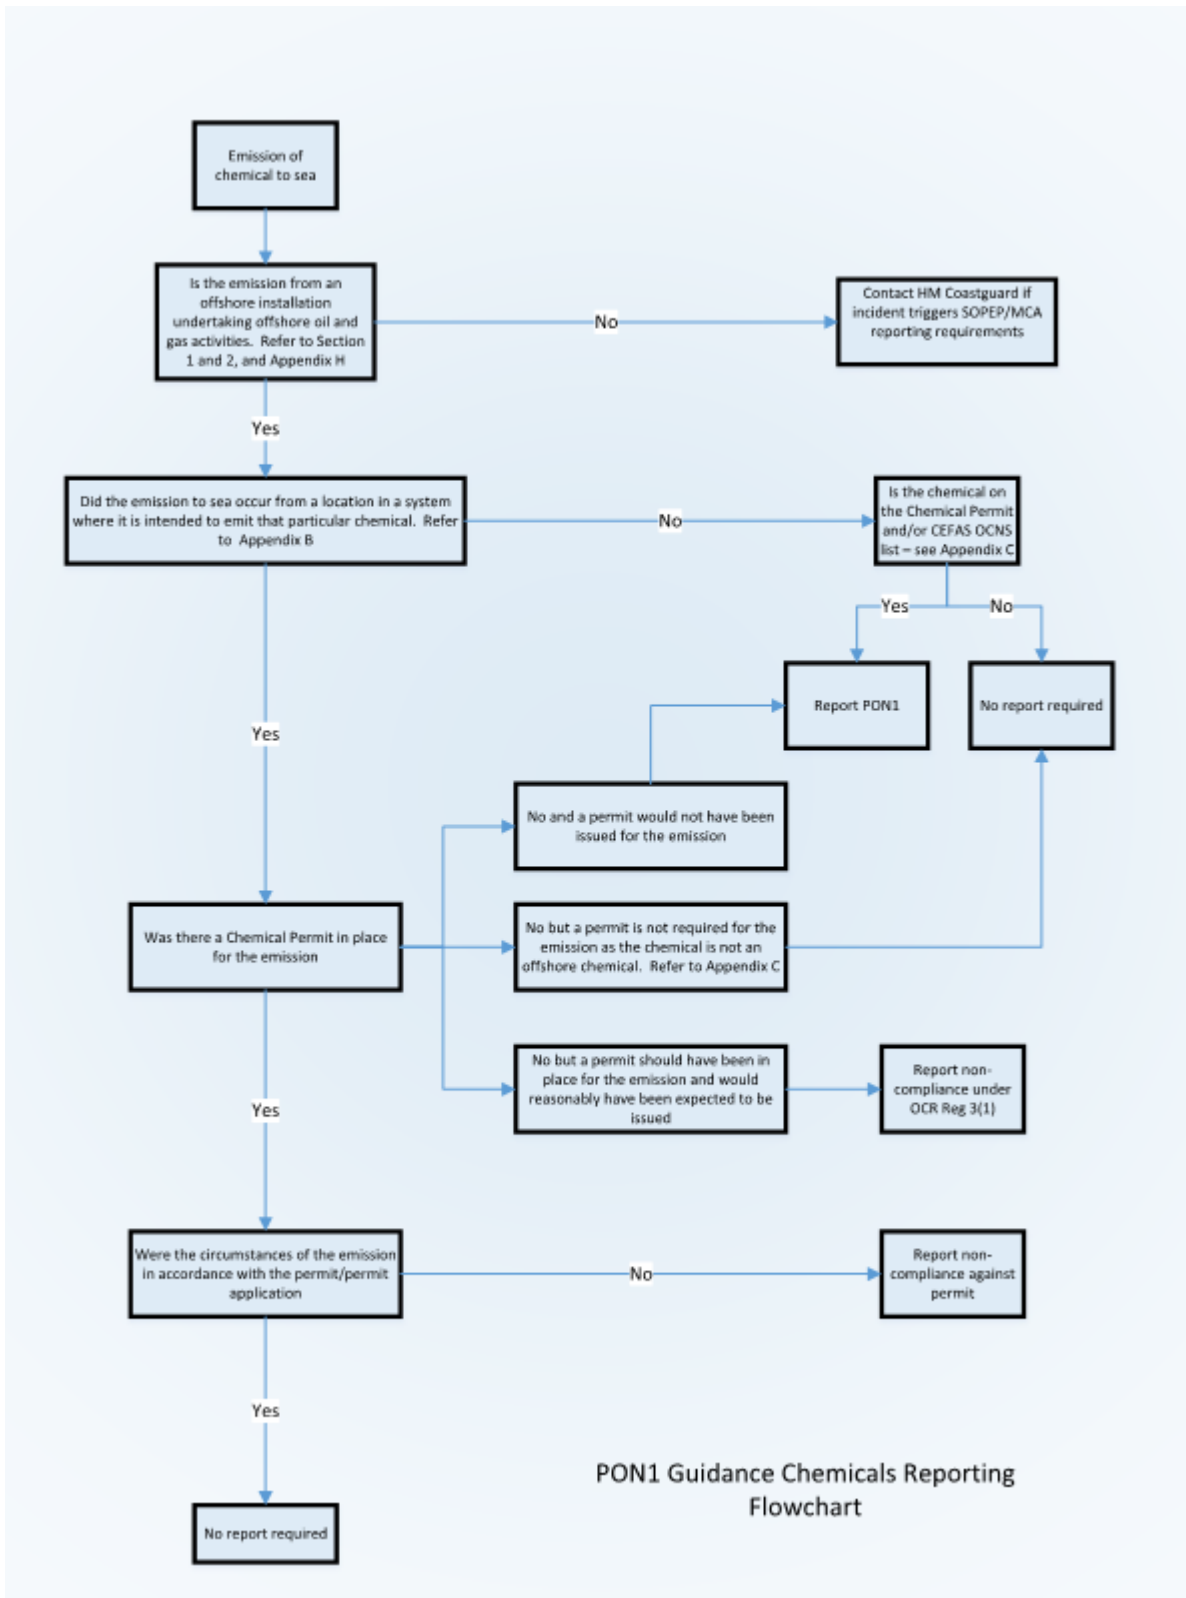 Emission of
chemical to sea
Is the emission from an
offshore installation
undertaking offshore oil and
gas activities.  Refer to Section
1 and 2, and Appendix H
No
Contact HM Coastguard if
incident triggers SOPEP/MCA
reporting requirements
Yes
Did the emission to sea occur from a location in a system
where it is intended to emit that particular chemical.  Refer
to  Appendix B
No
Is the chemical on
the Chemical Permit
and/or CEFAS OCNS
list – see Appendix C
Yes
No
Report PON1
No report required
Yes
No and a permit would not have been
issued for the emission
Was there a Chemical Permit in place
for the emission
No but a permit is not required for the
emission as the chemical is not an
offshore chemical.  Refer to Appendix C
No but a permit should have been in
place for the emission and would
reasonably have been expected to be
issued
Report non-
compliance under
OCR Reg 3(1)
Yes
Were the circumstances of the emission
in accordance with the permit/permit
application
No
Report non-
compliance against
permit
Yes
PON1 Guidance Chemicals Reporting
Flowchart
No report required